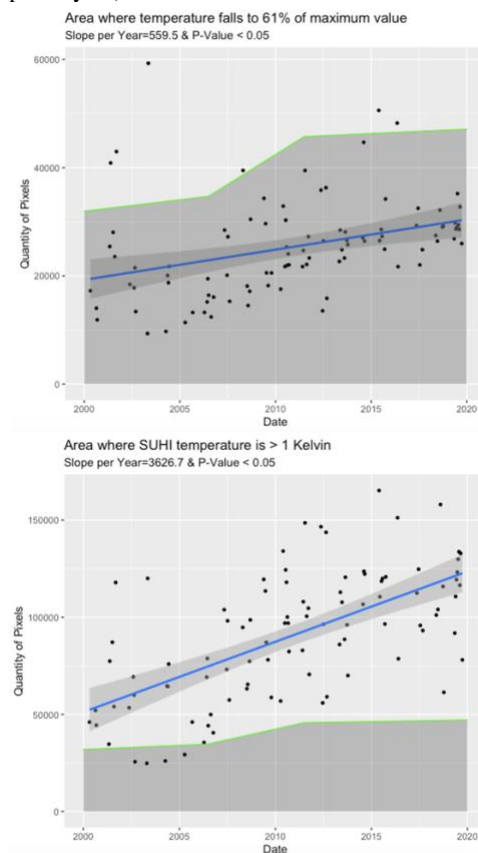 Area where temperature falls to 61% of maximum value
Slope per Year=559.5 & P-Value < 0.05
60000
40000
20000
0
Quantity of Pixels
2000 2005 2010 2015 2020
Date
Area where SUHI temperature is > 1 Kelvin
Slope per Year=3626.7 & P-Value < 0.05
150000
100000
50000
0
Quantity of Pixels
2000 2005 2010 2015 2020
Date